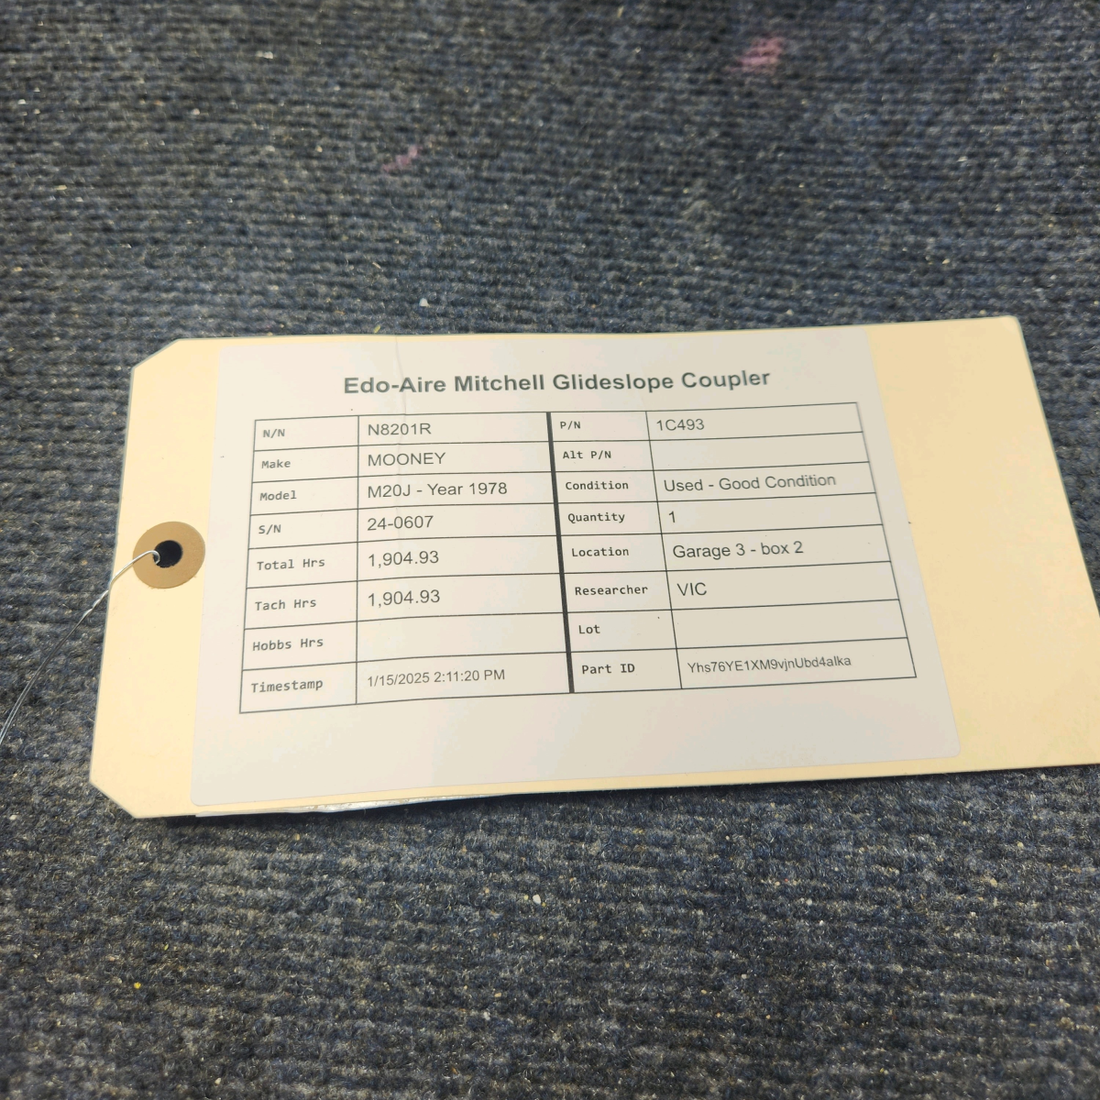 Edo-Aire Mitchell Glideslope Coupler
N/N N8201R P/N 1C493
Make MOONEY Alt P/N
Model M20J - Year 1978 Condition Used - Good Condition
S/N 24-0607 Quantity 1
Total Hrs 1,904.93 Location Garage 3 - box 2
Tach Hrs 1,904.93 Researcher VIC
Hobbs Hrs Lot
Timestamp 1/15/2025 2:11:20 PM Part ID Yhs76YE1XM9vjnUbd4alka